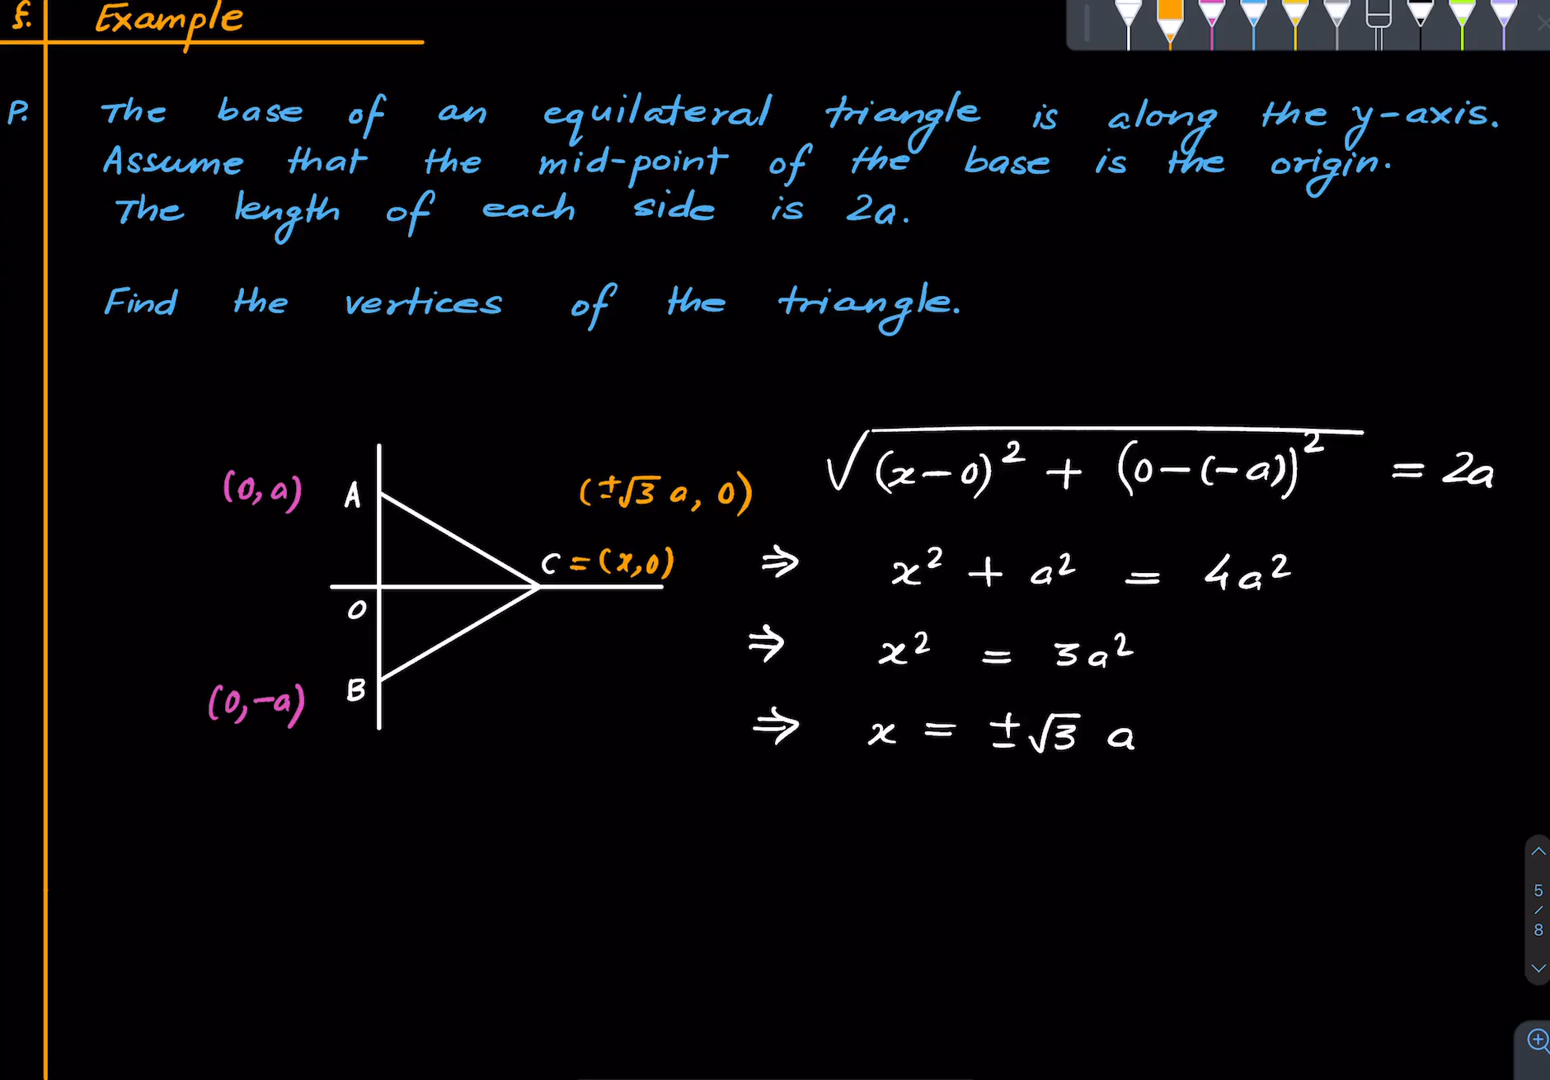 f. Example
P. The base of an equilateral triangle is along the y-axis.
Assume that the mid-point of the base is the origin.
The length of each side is 2a.
Find the vertices of the triangle.
√((x-0)² + (0-(-a))²) = 2a
(0, a) A (±√3 a, 0)
C = (x,0)
⇒ x² + a² = 4a²
O
⇒ x² = 3a²
(0,-a) B
⇒ x = ±√3 a
5
/
8